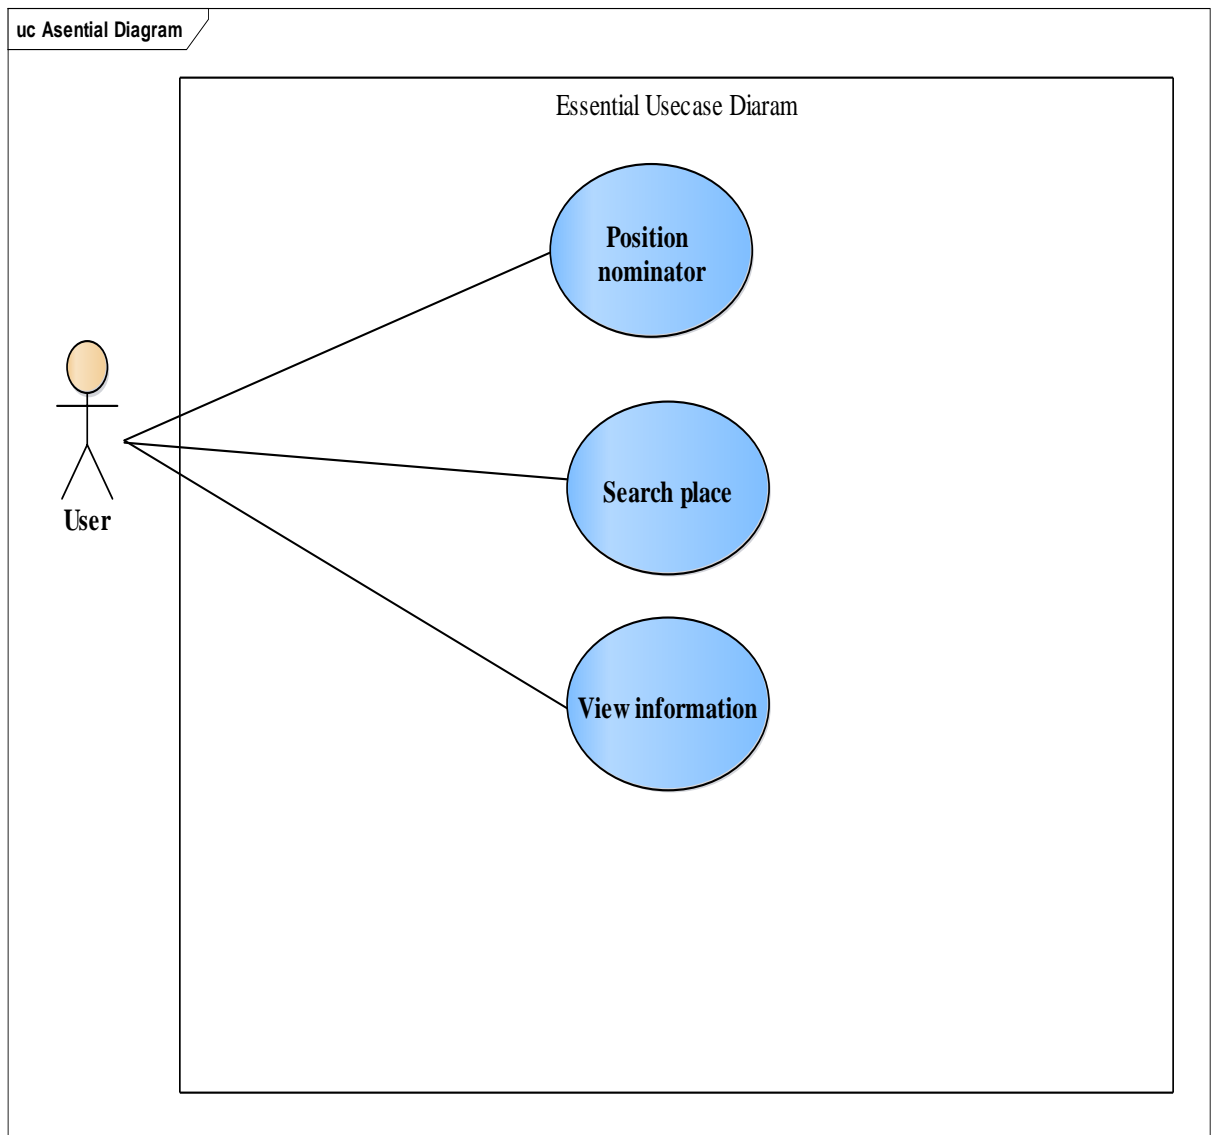 uc Asential Diagram
Essential Usecase Diaram
Position
nominator
Search place
User
View information